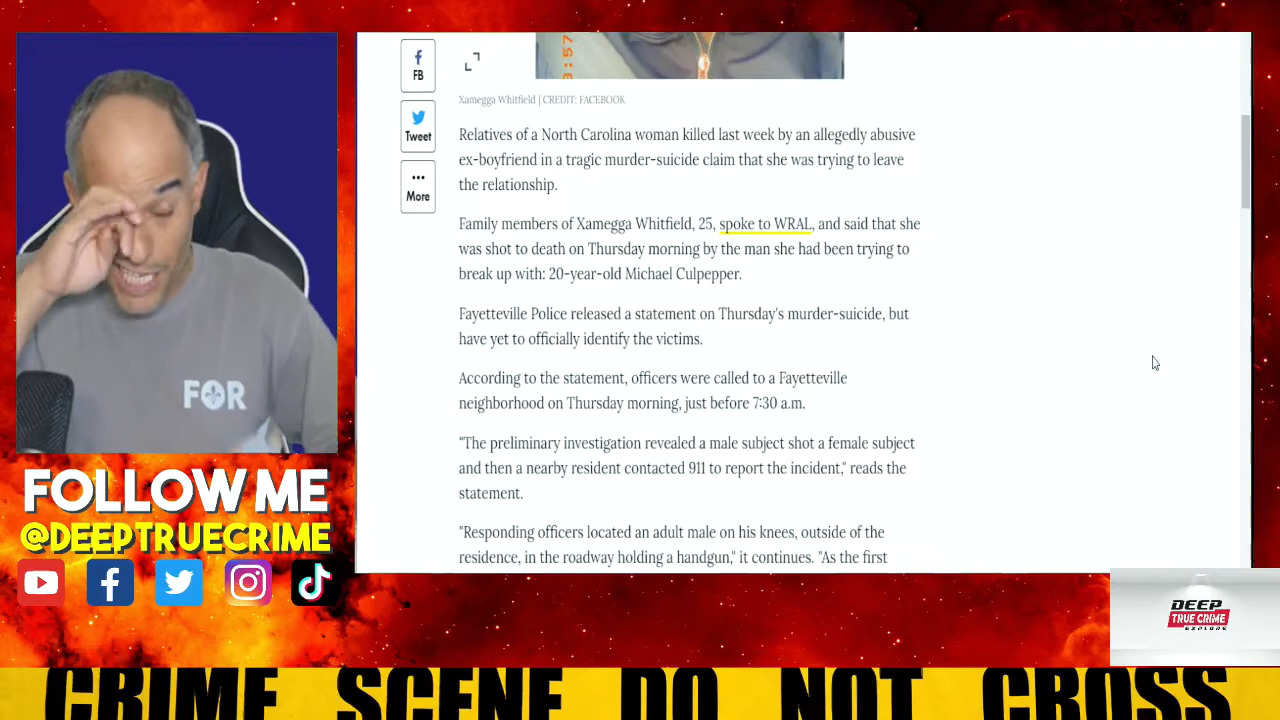 FB
Tweet
More
3:57
Xamegga Whitfield | CREDIT: FACEBOOK
Relatives of a North Carolina woman killed last week by an allegedly abusive
ex-boyfriend in a tragic murder-suicide claim that she was trying to leave
the relationship.
Family members of Xamegga Whitfield, 25, spoke to WRAL, and said that she
was shot to death on Thursday morning by the man she had been trying to
break up with: 20-year-old Michael Culpepper.
Fayetteville Police released a statement on Thursday's murder-suicide, but
have yet to officially identify the victims.
According to the statement, officers were called to a Fayetteville
neighborhood on Thursday morning, just before 7:30 a.m.
"The preliminary investigation revealed a male subject shot a female subject
and then a nearby resident contacted 911 to report the incident," reads the
statement.
"Responding officers located an adult male on his knees, outside of the
residence, in the roadway holding a handgun," it continues. "As the first
FOR
FOLLOW ME
@DEEPTRUECRIME
DEEP
TRUE CRIME
EXPLORE
CRIME SCENE DO NOT CROSS